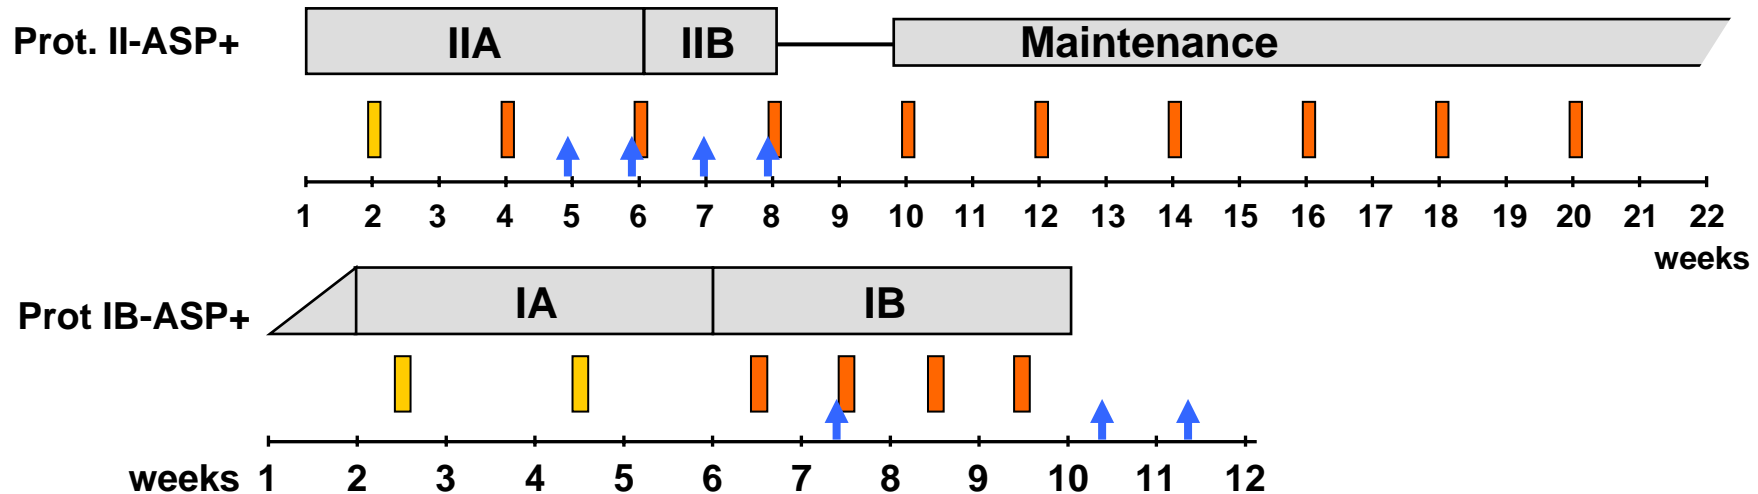 Prot. II-ASP+ IIA IIB Maintenance
1 2 3 4 5 6 7 8 9 10 11 12 13 14 15 16 17 18 19 20 21 22
weeks
Prot IB-ASP+ IA IB
weeks 1 2 3 4 5 6 7 8 9 10 11 12